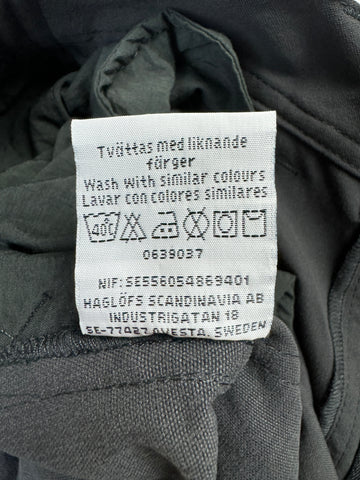 Tvättas med liknande
färger
Wash with similar colours
Lavar con colores similares
40C
0639037
NIF: SE556054869401
HAGLÖFS SCANDINAVIA AB
INDUSTRIGATAN 18
SE-77427 AVESTA, SWEDEN